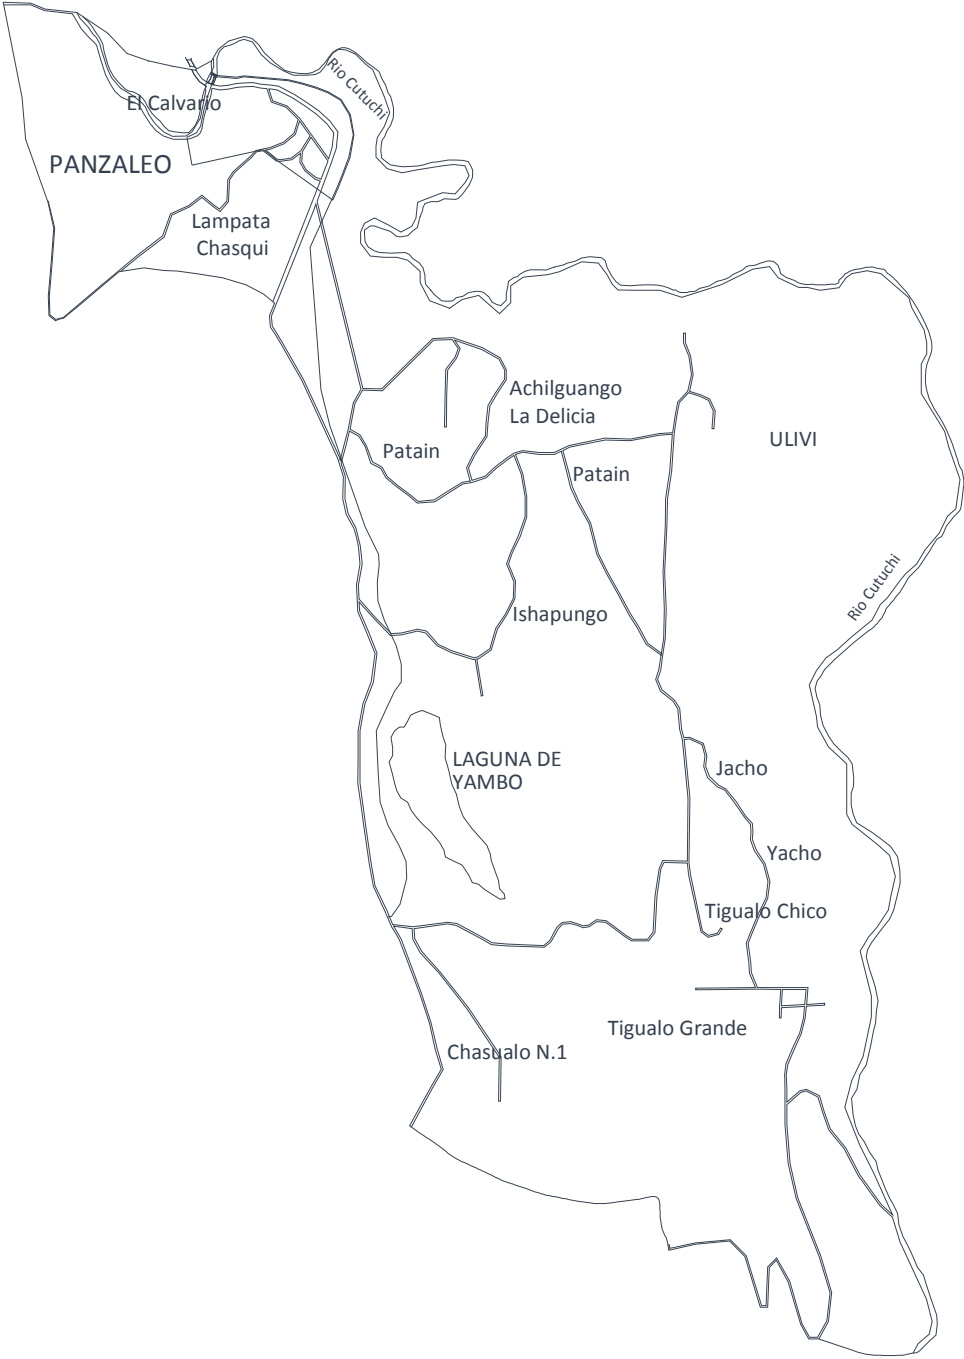 Rio Cutuchi
El Calvario
PANZALEO
Lampata
Chasqui
Achilguango
La Delicia
ULIVI
Patain
Patain
Rio Cutuchi
Ishapungo
LAGUNA DE
YAMBO
Jacho
Yacho
Tigualo Chico
Tigualo Grande
Chasualo N.1